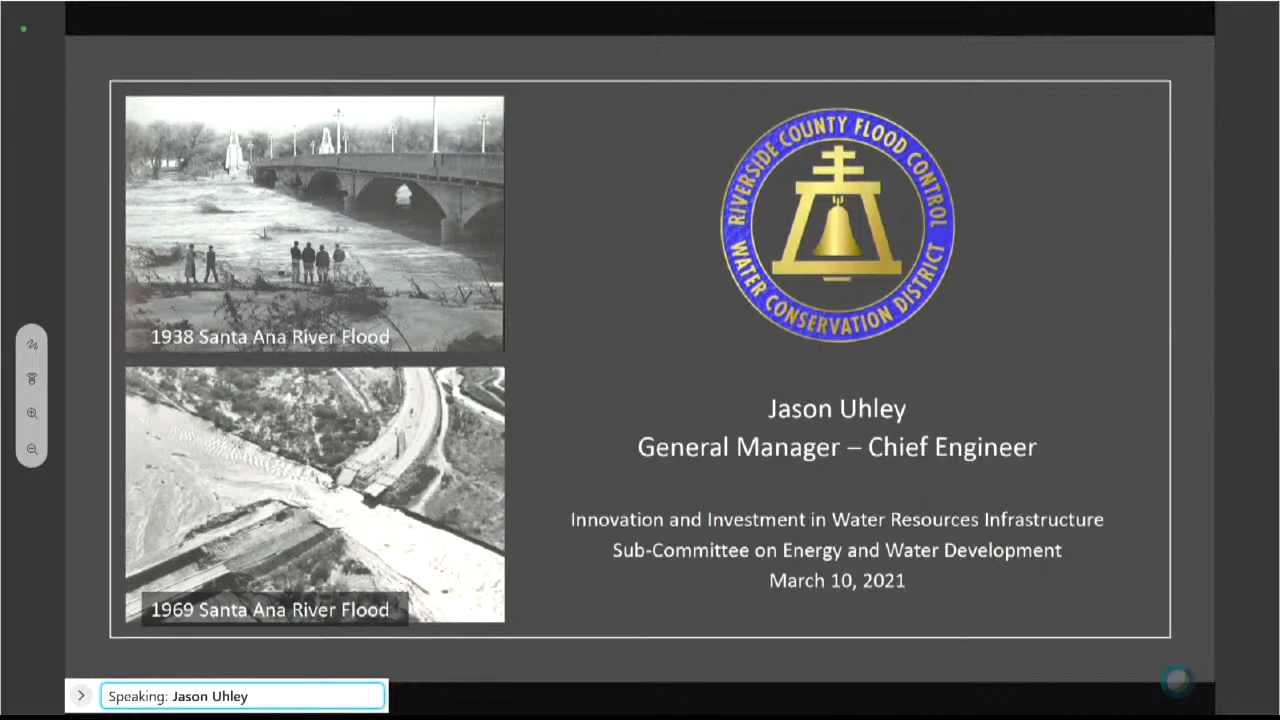 1938 Santa Ana River Flood
1969 Santa Ana River Flood
RIVERSIDE COUNTY FLOOD CONTROL
WATER CONSERVATION DISTRICT
Jason Uhley
General Manager – Chief Engineer
Innovation and Investment in Water Resources Infrastructure
Sub-Committee on Energy and Water Development
March 10, 2021
Speaking: Jason Uhley